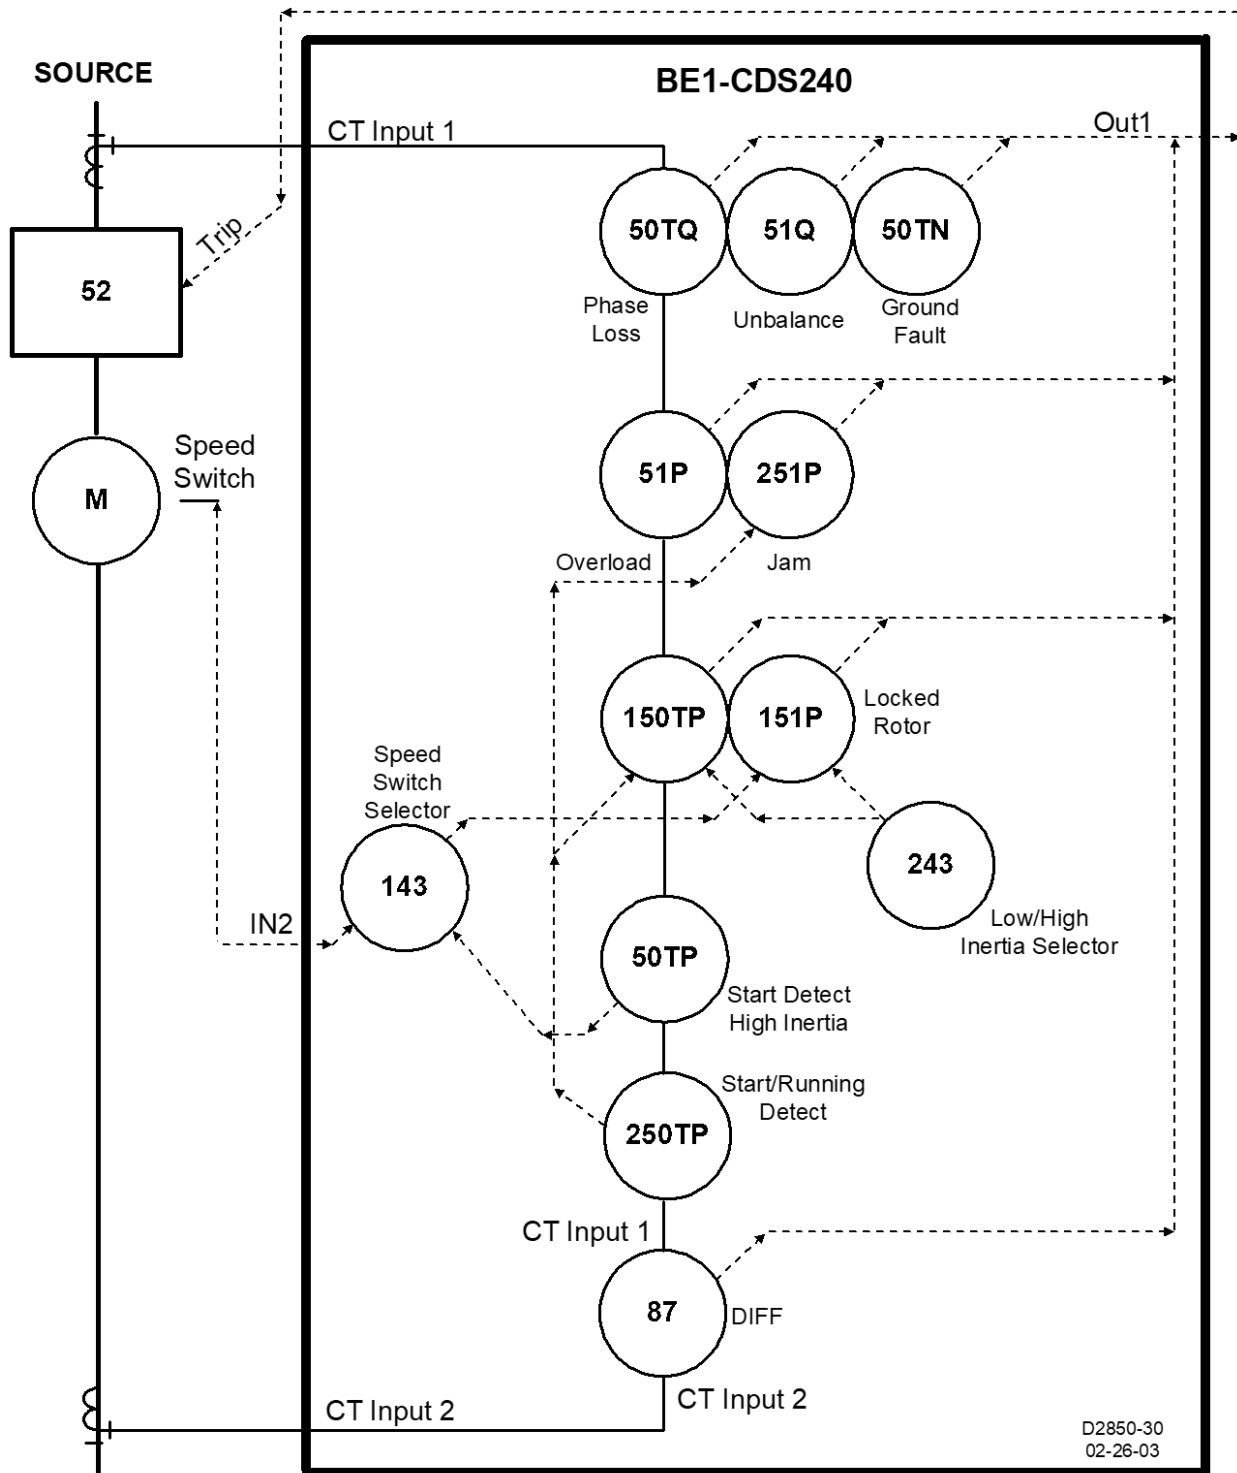 SOURCE
BE1-CDS240
CT Input 1
Out1
50TQ
51Q
50TN
Trip
52
Phase
Loss
Unbalance
Ground
Fault
Speed
Switch
M
51P
251P
Overload
Jam
150TP
151P
Locked
Rotor
Speed
Switch
Selector
143
243
IN2
Low/High
Inertia Selector
50TP
Start Detect
High Inertia
Start/Running
Detect
250TP
CT Input 1
87
DIFF
CT Input 2
CT Input 2
D2850-30
02-26-03